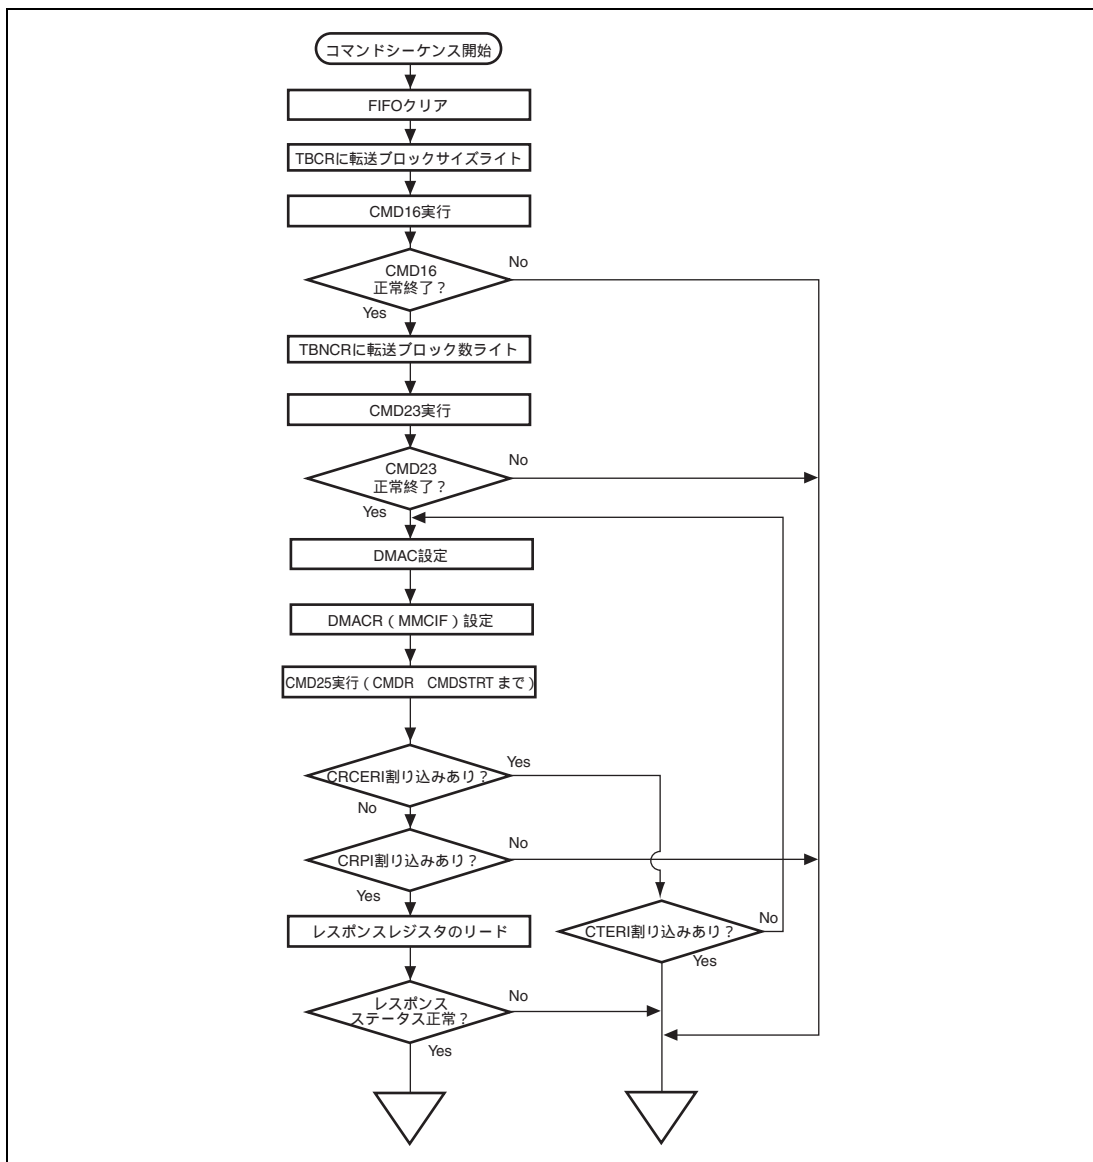 コマンドシーケンス開始
FIFOクリア
TBCRに転送ブロックサイズライト
CMD16実行
CMD16
正常終了？
No
Yes
TBNCRに転送ブロック数ライト
CMD23実行
CMD23
正常終了？
No
Yes
DMAC設定
DMACR（MMCIF）設定
CMD25実行（CMDR CMDSTRT まで）
CRCERI割り込みあり？
Yes
No
CRPI割り込みあり？
No
Yes
レスポンスレジスタのリード
CTERI割り込みあり？
No
Yes
レスポンス
ステータス正常？
No
Yes